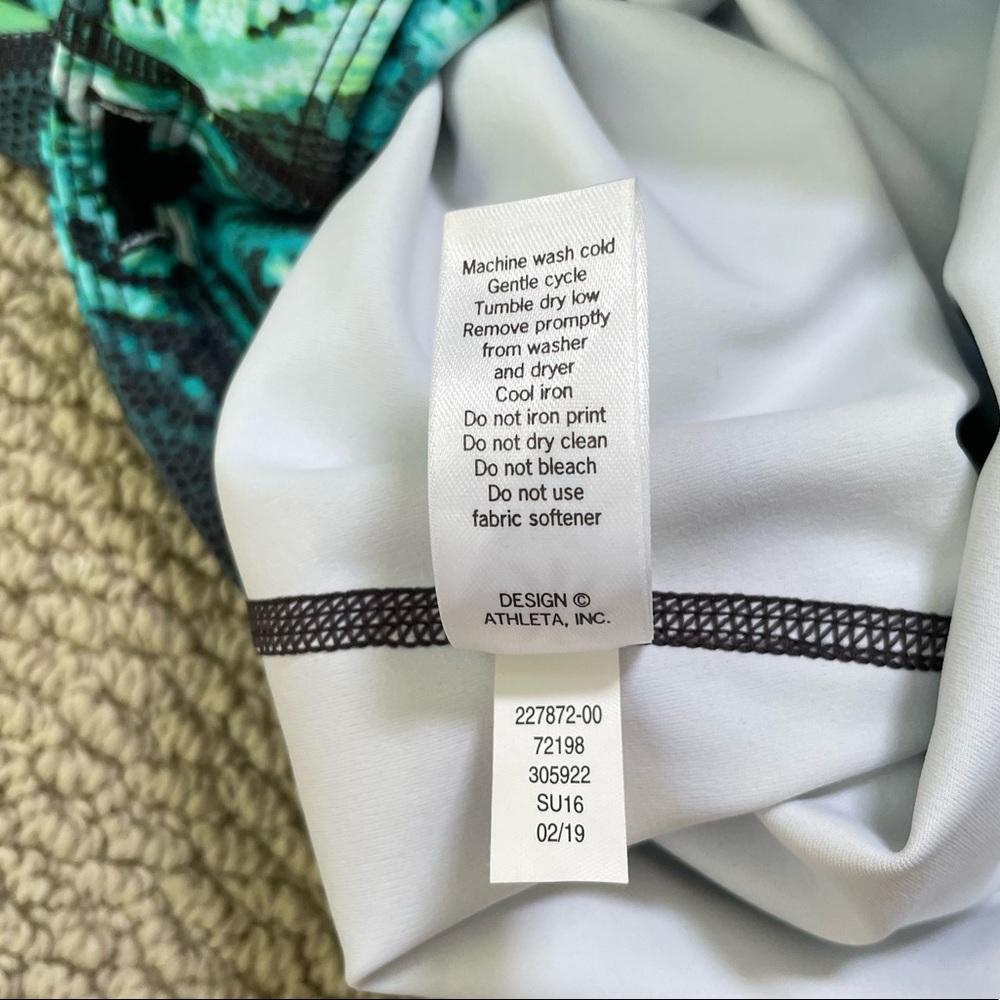 Machine wash cold
Gentle cycle
Tumble dry low
Remove promptly
from washer
and dryer
Cool iron
Do not iron print
Do not dry clean
Do not bleach
Do not use
fabric softener
DESIGN ©
ATHLETA, INC.
227872-00
72198
305922
SU16
02/19